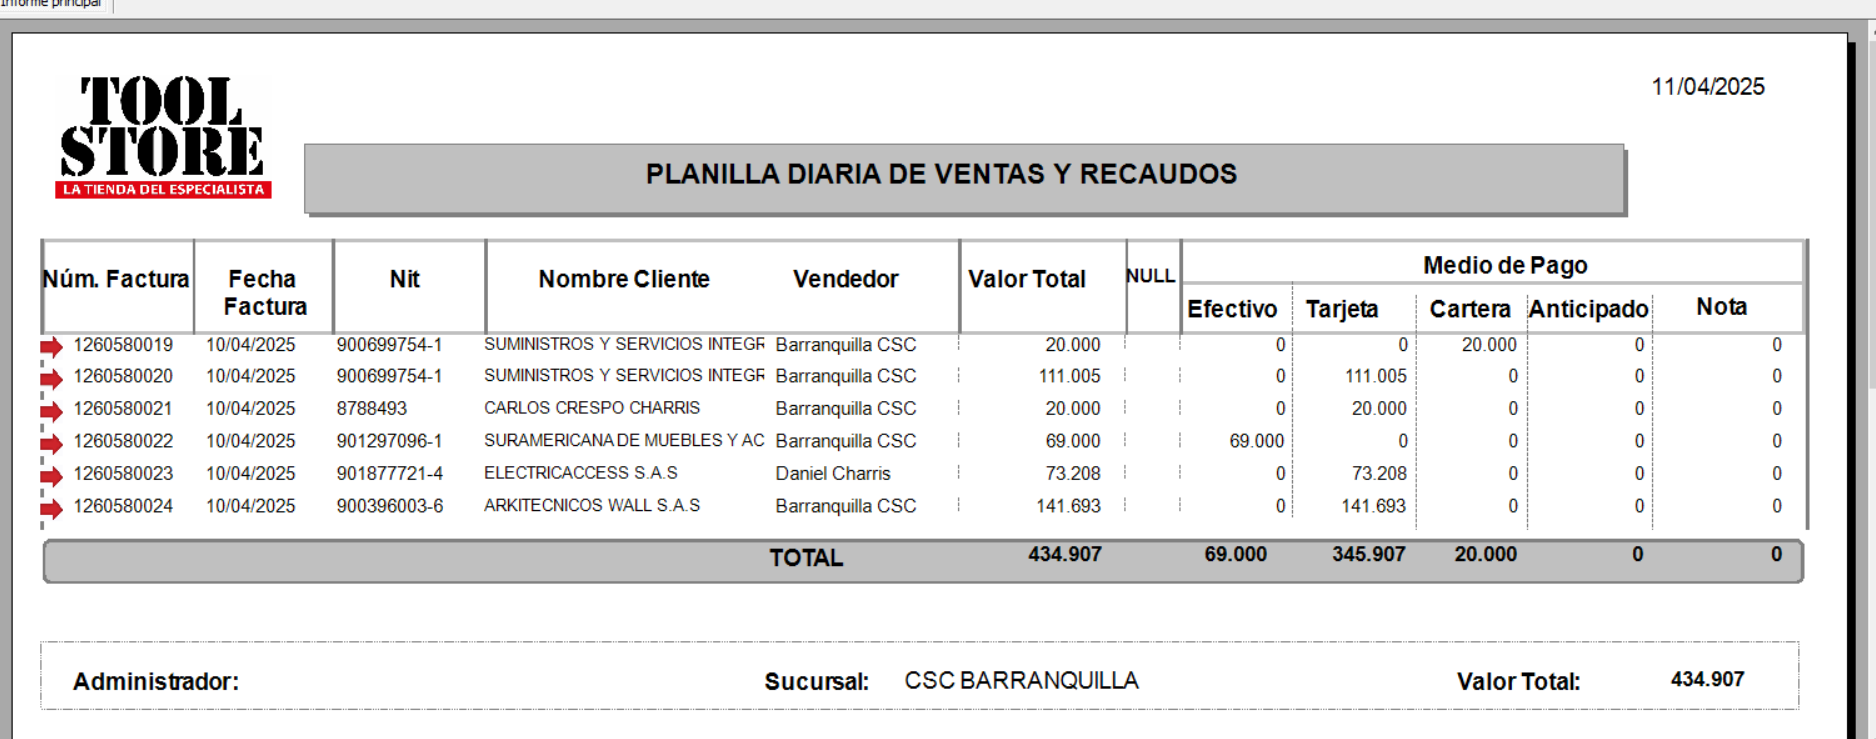 Informe principal
TOOL
STORE
LA TIENDA DEL ESPECIALISTA
11/04/2025
PLANILLA DIARIA DE VENTAS Y RECAUDOS
Núm. Factura Fecha Factura Nit Nombre Cliente Vendedor Valor Total NULL Medio de Pago
Efectivo Tarjeta Cartera Anticipado Nota
1260580019 10/04/2025 900699754-1 SUMINISTROS Y SERVICIOS INTEGR Barranquilla CSC 20.000 0 0 20.000 0 0
1260580020 10/04/2025 900699754-1 SUMINISTROS Y SERVICIOS INTEGR Barranquilla CSC 111.005 0 111.005 0 0 0
1260580021 10/04/2025 8788493 CARLOS CRESPO CHARRIS Barranquilla CSC 20.000 0 20.000 0 0 0
1260580022 10/04/2025 901297096-1 SURAMERICANA DE MUEBLES Y AC Barranquilla CSC 69.000 69.000 0 0 0 0
1260580023 10/04/2025 901877721-4 ELECTRICACCESS S.A.S Daniel Charris 73.208 0 73.208 0 0 0
1260580024 10/04/2025 900396003-6 ARKITECNICOS WALL S.A.S Barranquilla CSC 141.693 0 141.693 0 0 0
TOTAL 434.907 69.000 345.907 20.000 0 0
Administrador: Sucursal: CSC BARRANQUILLA Valor Total: 434.907